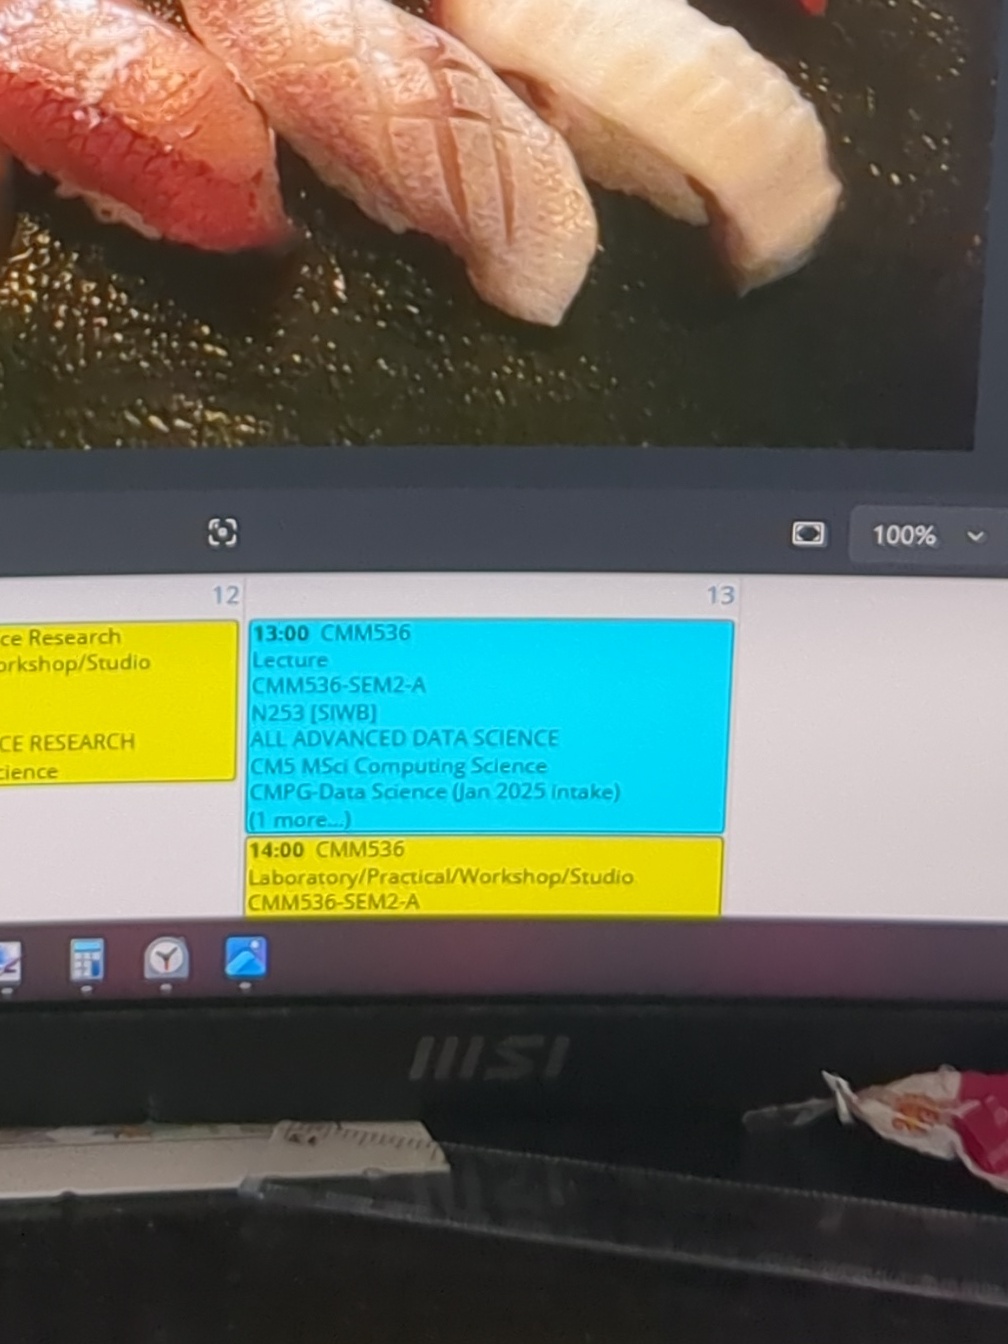 100%
12
13
ce Research
orkshop/Studio
CE RESEARCH
cience
13:00 CMM536
Lecture
CMM536-SEM2-A
N253 [SIWB]
ALL ADVANCED DATA SCIENCE
CM5 MSci Computing Science
CMPG-Data Science (Jan 2025 intake)
(1 more...)
14:00 CMM536
Laboratory/Practical/Workshop/Studio
CMM536-SEM2-A
MSI